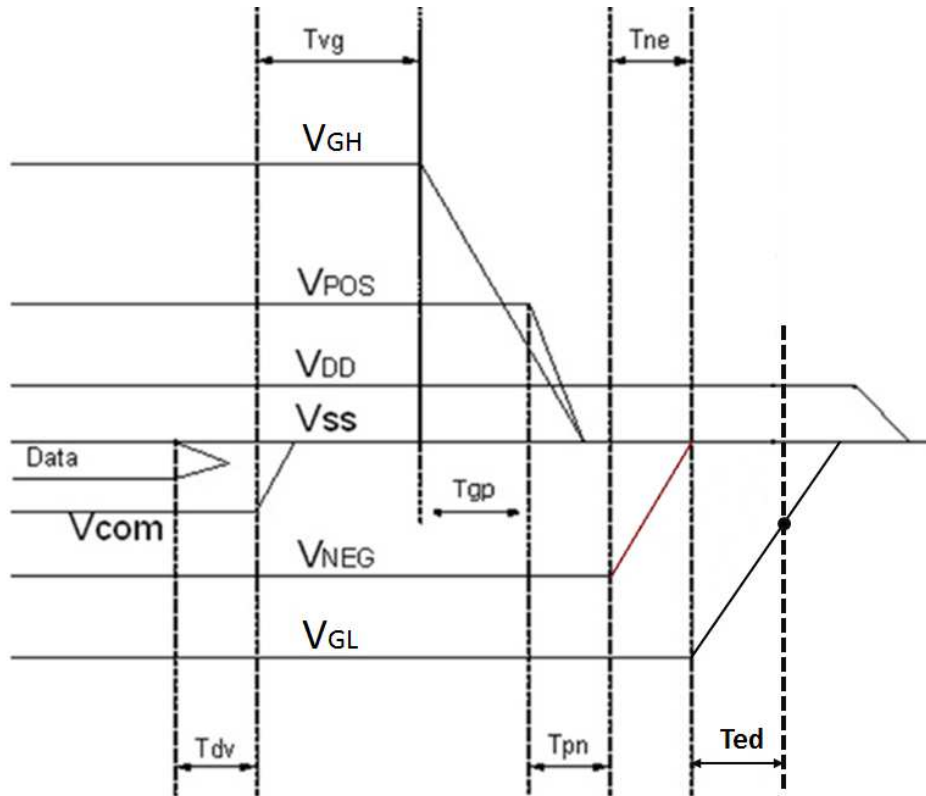 Tvg
Tne
VGH
VPOS
VDD
Vss
Data
Tgp
Vcom
VNEG
VGL
Tdv
Tpn
Ted